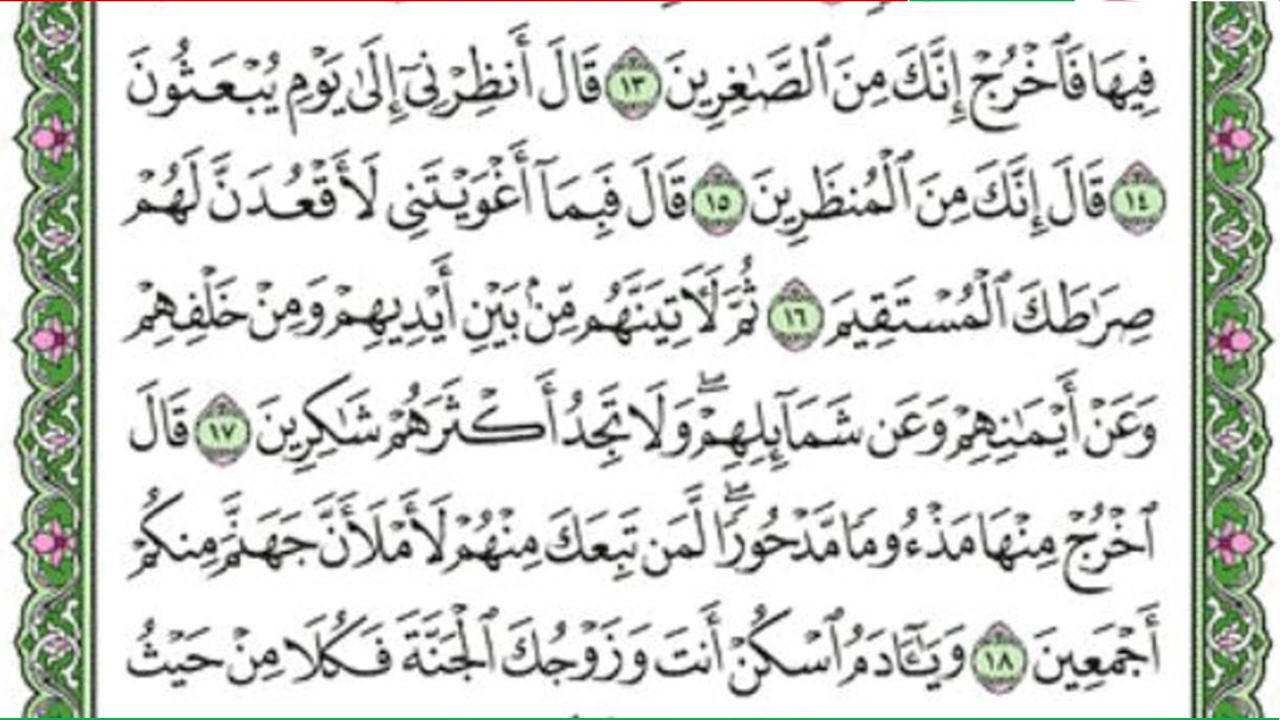 فِيهَا فَٱخْرُجْ إِنَّكَ مِنَ ٱلصَّٰغِرِينَ ١٣ قَالَ أَنظِرْنِىٓ إِلَىٰ يَوْمِ يُبْعَثُونَ
١٤ قَالَ إِنَّكَ مِنَ ٱلْمُنظَرِينَ ١٥ قَالَ فَبِمَآ أَغْوَيْتَنِى لَأَقْعُدَنَّ لَهُمْ
صِرَٰطَكَ ٱلْمُسْتَقِيمَ ١٦ ثُمَّ لَـَٔاتِيَنَّهُم مِّنۢ بَيْنِ أَيْدِيهِمْ وَمِنْ خَلْفِهِمْ
وَعَنْ أَيْمَٰنِهِمْ وَعَن شَمَآئِلِهِمْ ۖ وَلَا تَجِدُ أَكْثَرَهُمْ شَٰكِرِينَ ١٧ قَالَ
ٱخْرُجْ مِنْهَا مَذْءُومًا مَّدْحُورًا ۖ لَّمَن تَبِعَكَ مِنْهُمْ لَأَمْلَأَنَّ جَهَنَّمَ مِنكُمْ
أَجْمَعِينَ ١٨ وَيَٰٓـَٔادَمُ ٱسْكُنْ أَنتَ وَزَوْجُكَ ٱلْجَنَّةَ فَكُلَا مِنْ حَيْثُ